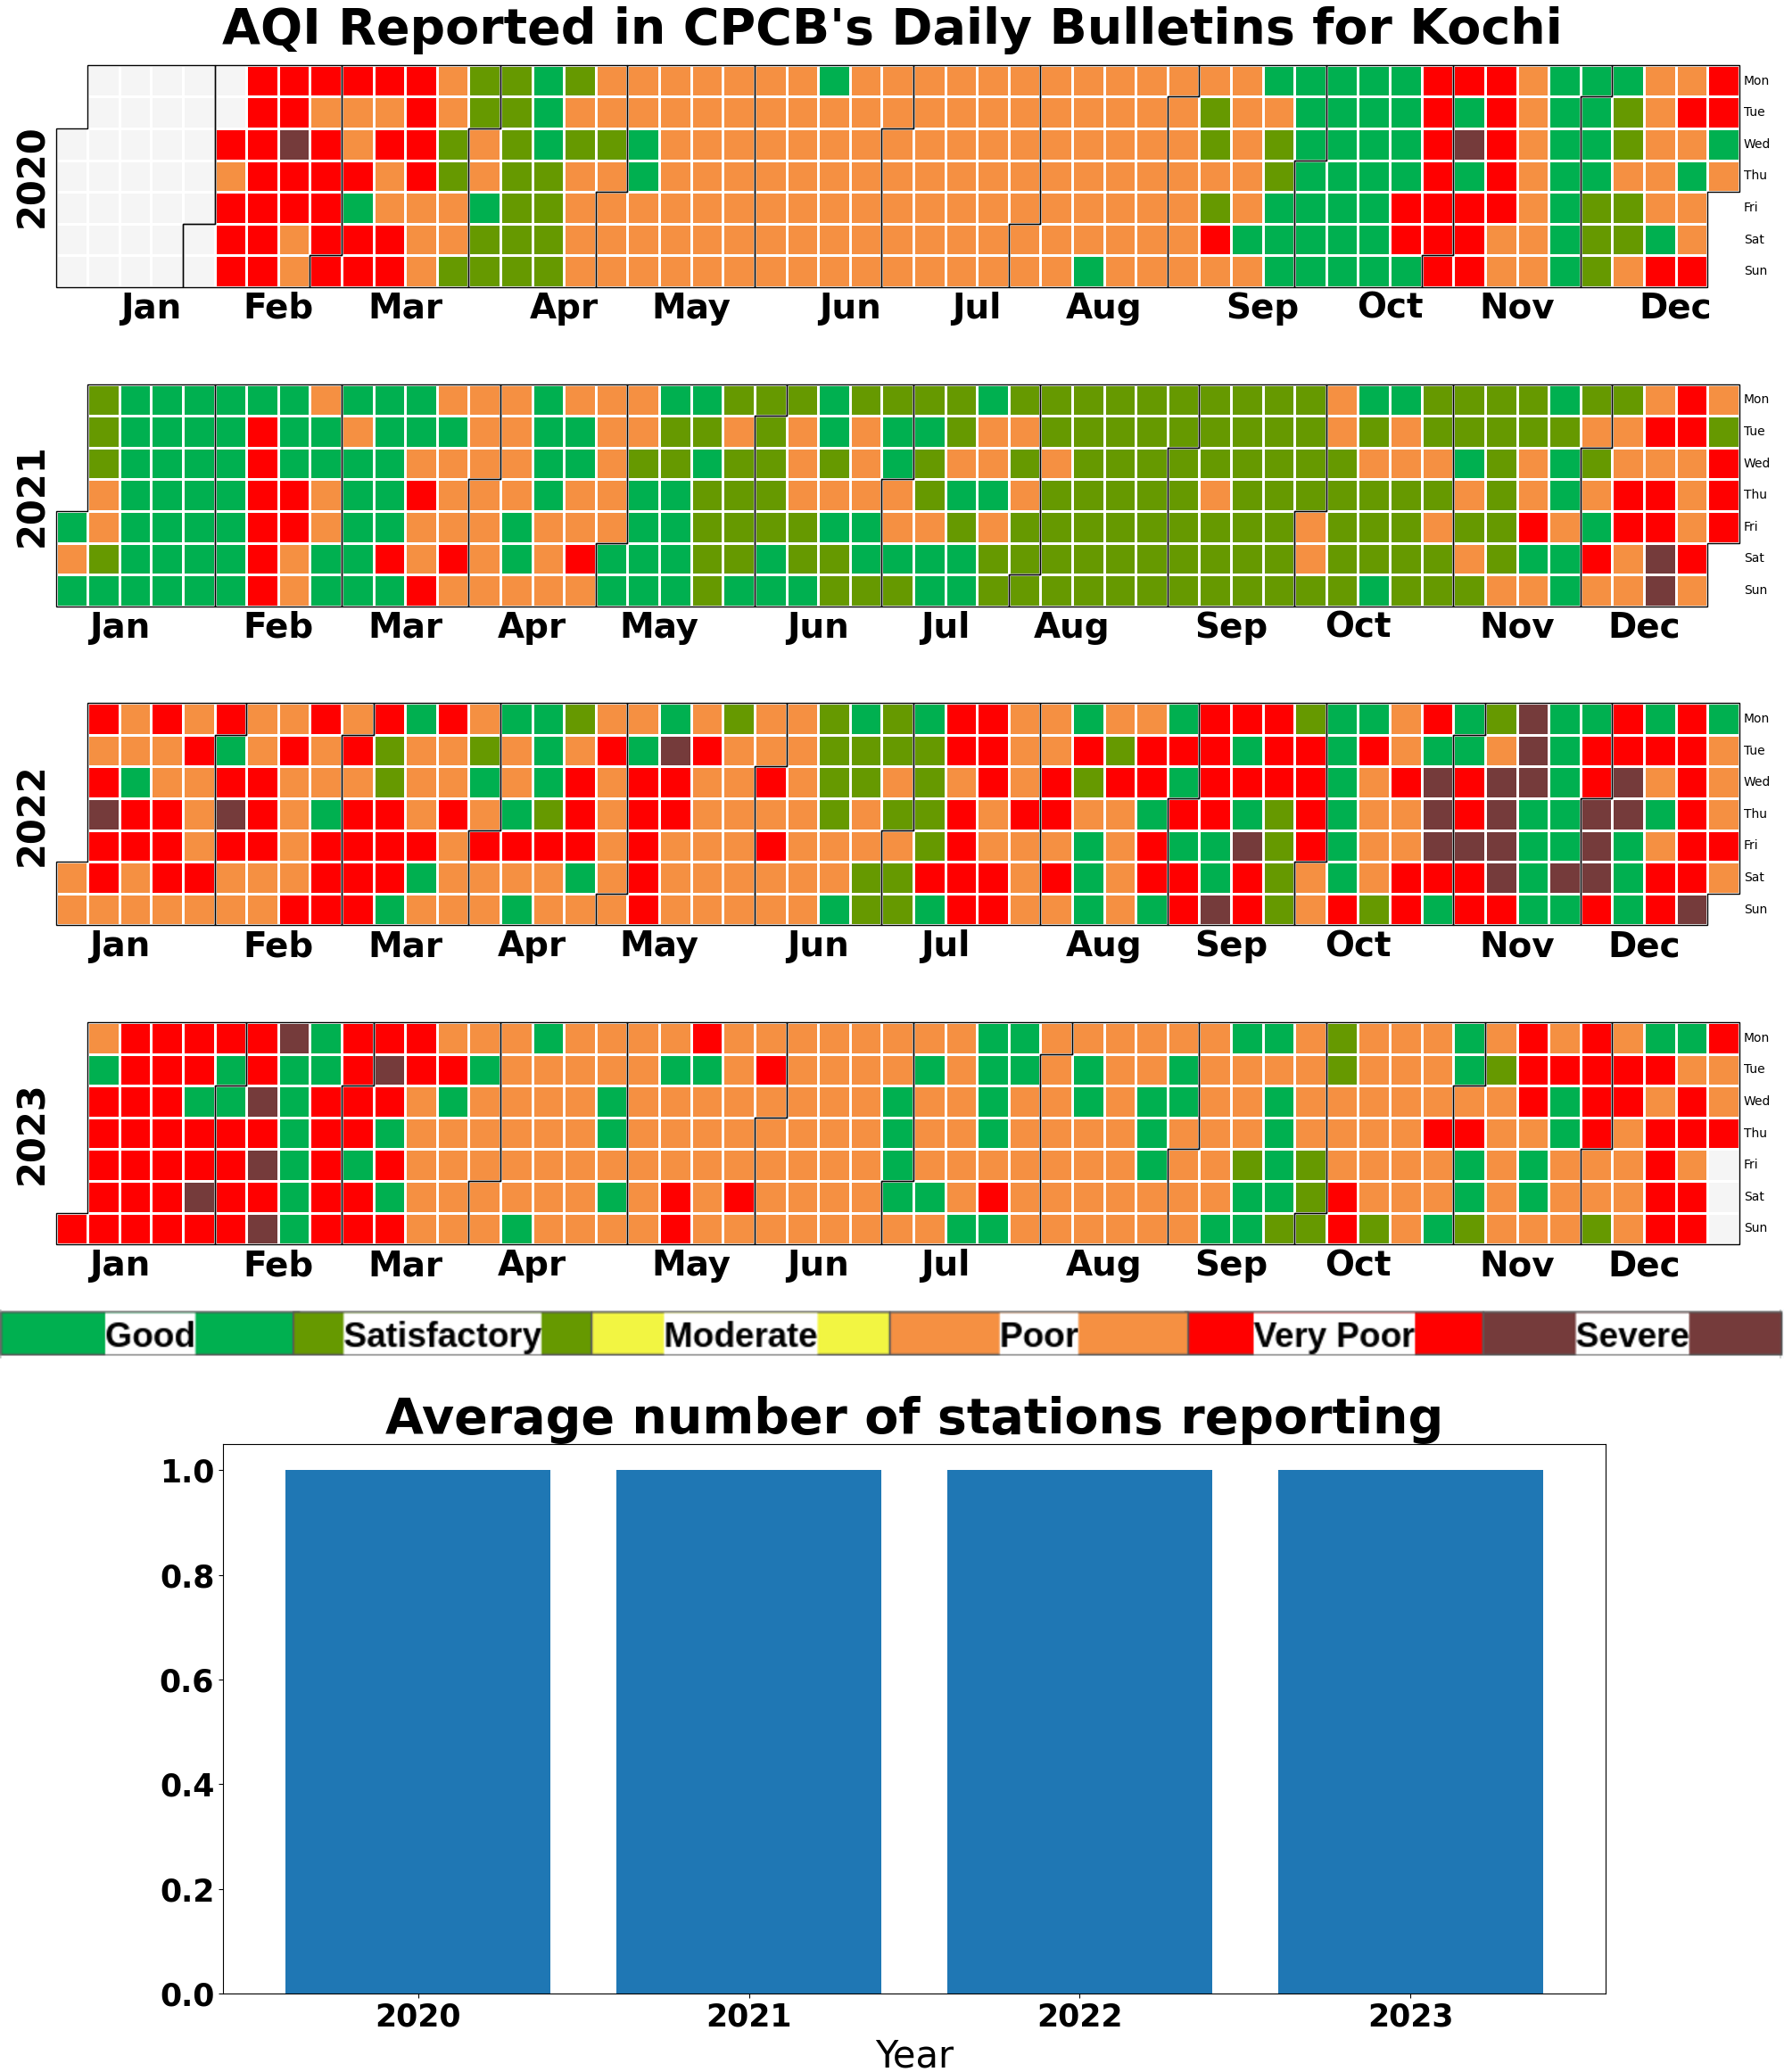 AQI Reported in CPCB's Daily Bulletins for Kochi
2020
Mon
Tue
Wed
Thu
Fri
Sat
Sun
Jan Feb Mar Apr May Jun Jul Aug Sep Oct Nov Dec
2021
Mon
Tue
Wed
Thu
Fri
Sat
Sun
Jan Feb Mar Apr May Jun Jul Aug Sep Oct Nov Dec
2022
Mon
Tue
Wed
Thu
Fri
Sat
Sun
Jan Feb Mar Apr May Jun Jul Aug Sep Oct Nov Dec
2023
Mon
Tue
Wed
Thu
Fri
Sat
Sun
Jan Feb Mar Apr May Jun Jul Aug Sep Oct Nov Dec
Good Satisfactory Moderate Poor Very Poor Severe
Average number of stations reporting
1.0
0.8
0.6
0.4
0.2
0.0
2020 2021 2022 2023
Year